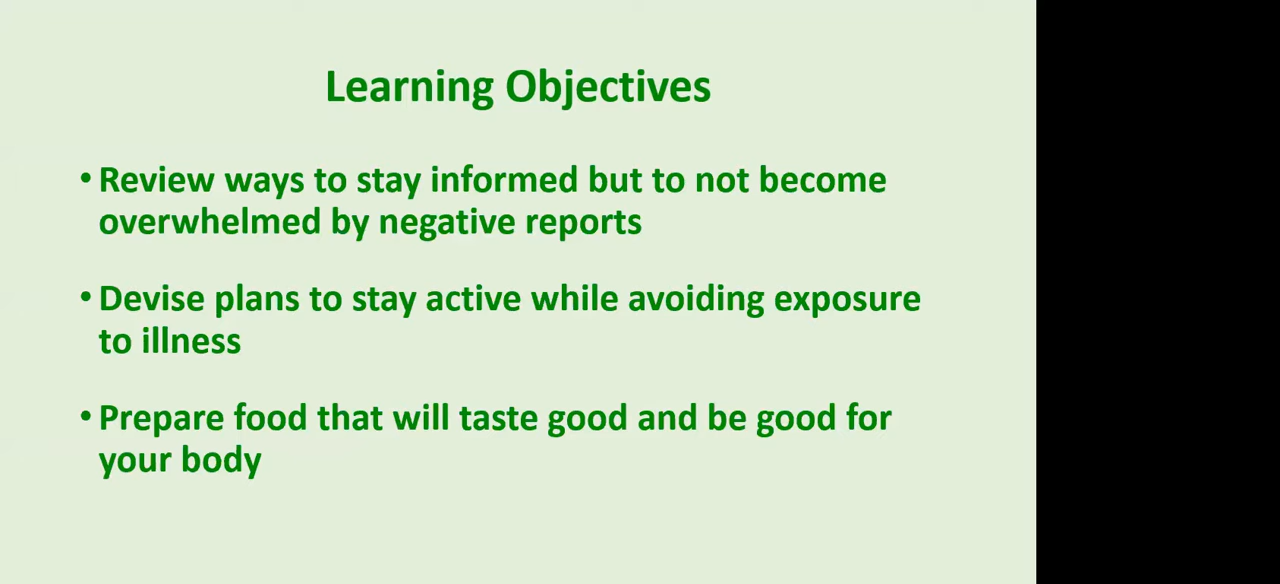 Learning Objectives
• Review ways to stay informed but to not become
overwhelmed by negative reports
• Devise plans to stay active while avoiding exposure
to illness
• Prepare food that will taste good and be good for
your body